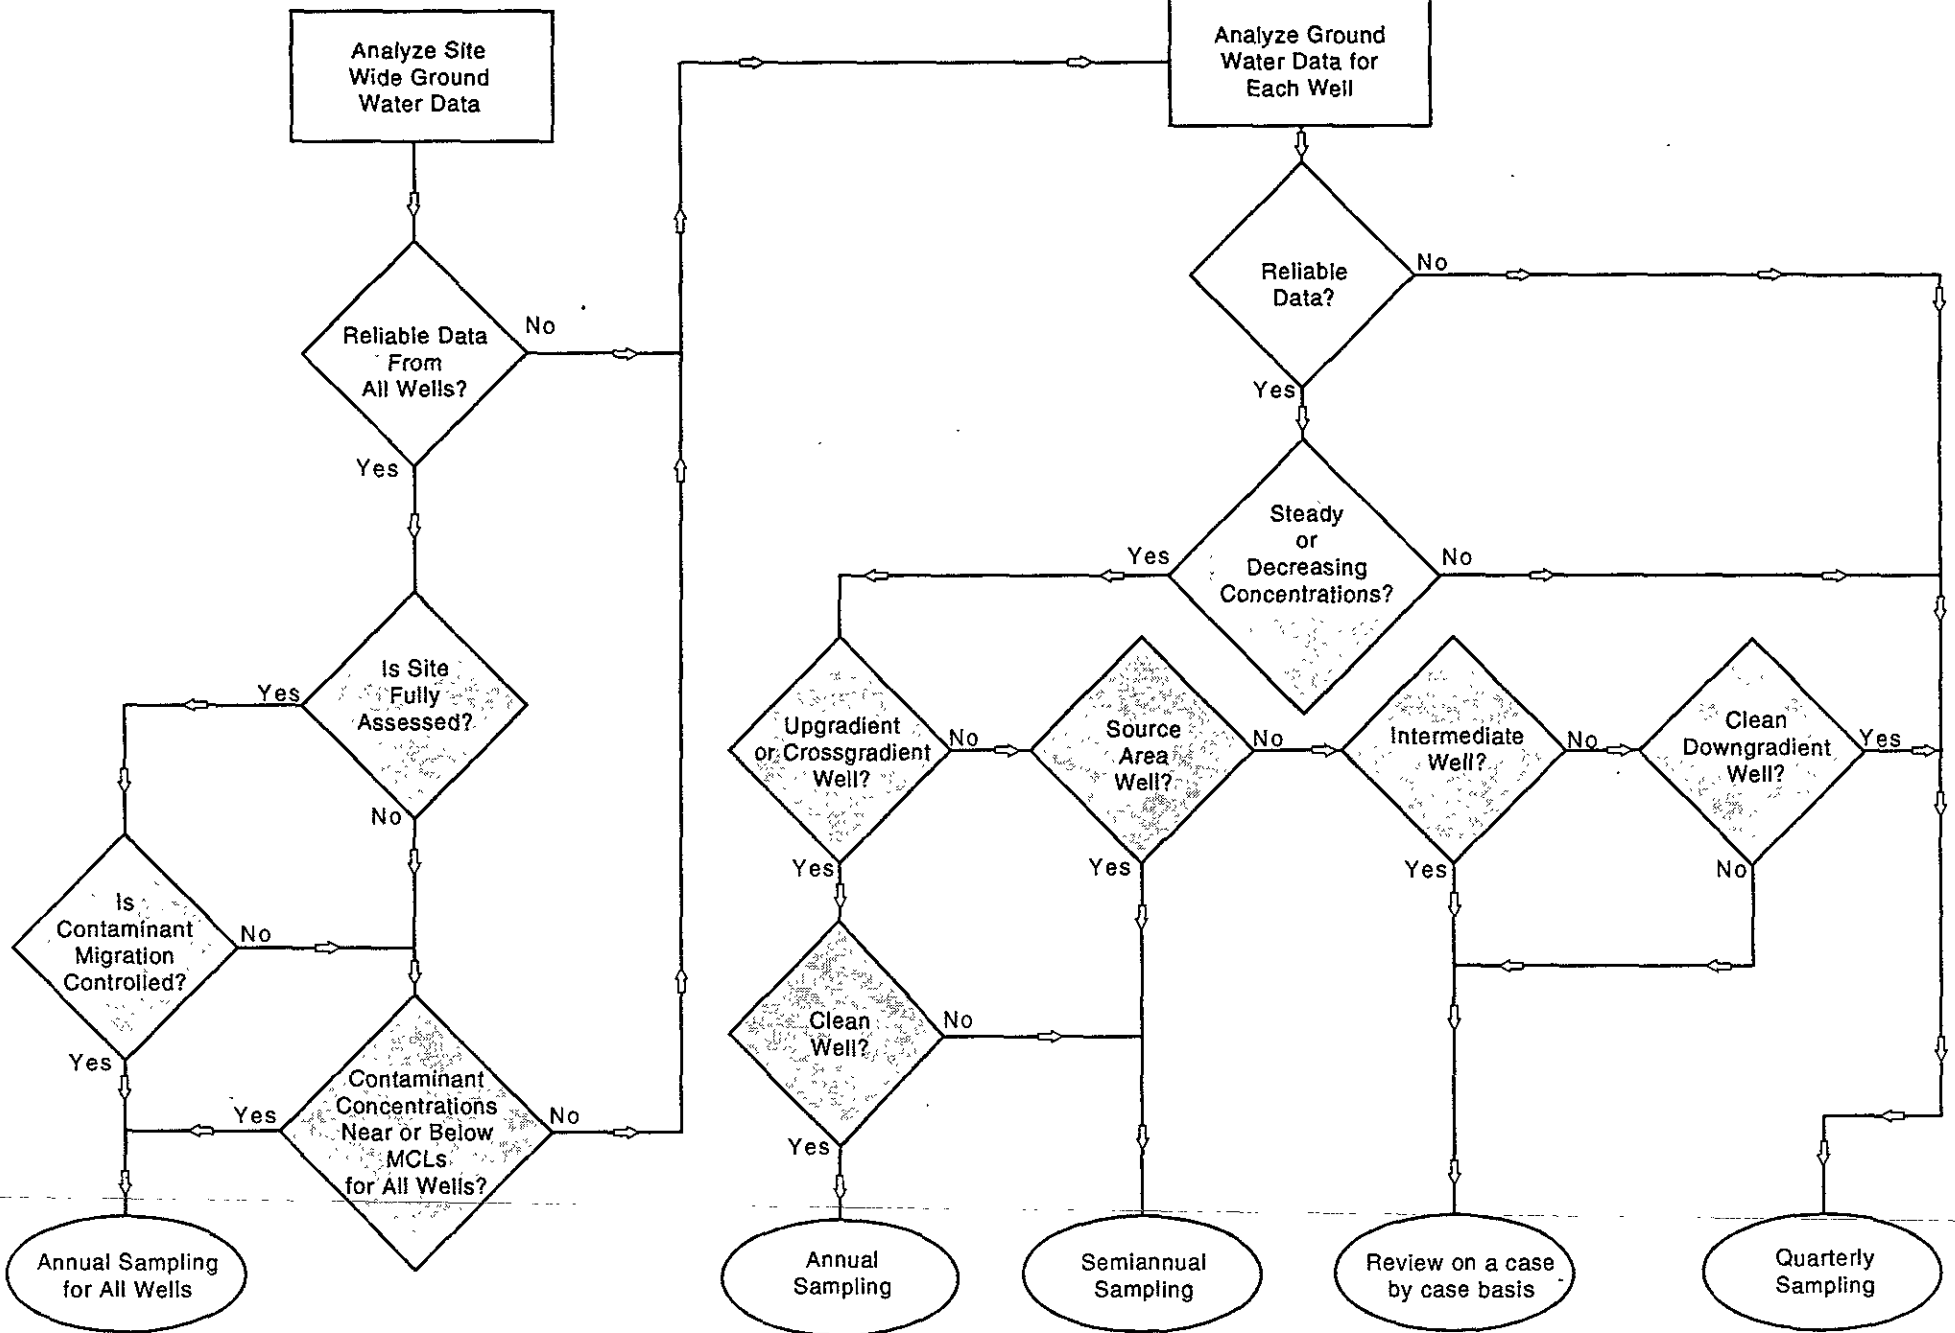 Analyze Site
Wide Ground
Water Data
Reliable Data
From
All Wells?
No
Yes
Is Site
Fully
Assessed?
Yes
No
Is
Contaminant
Migration
Controlled?
No
Yes
Contaminant
Concentrations
Near or Below
MCLs
for All Wells?
Yes
No
Annual Sampling
for All Wells
Analyze Ground
Water Data for
Each Well
Reliable
Data?
No
Yes
Steady
or
Decreasing
Concentrations?
Yes
No
Upgradient
or Crossgradient
Well?
No
Yes
Source
Area
Well?
No
Yes
Intermediate
Well?
No
Yes
Clean
Downgradient
Well?
Yes
No
Clean
Well?
No
Yes
Annual
Sampling
Semiannual
Sampling
Review on a case
by case basis
Quarterly
Sampling